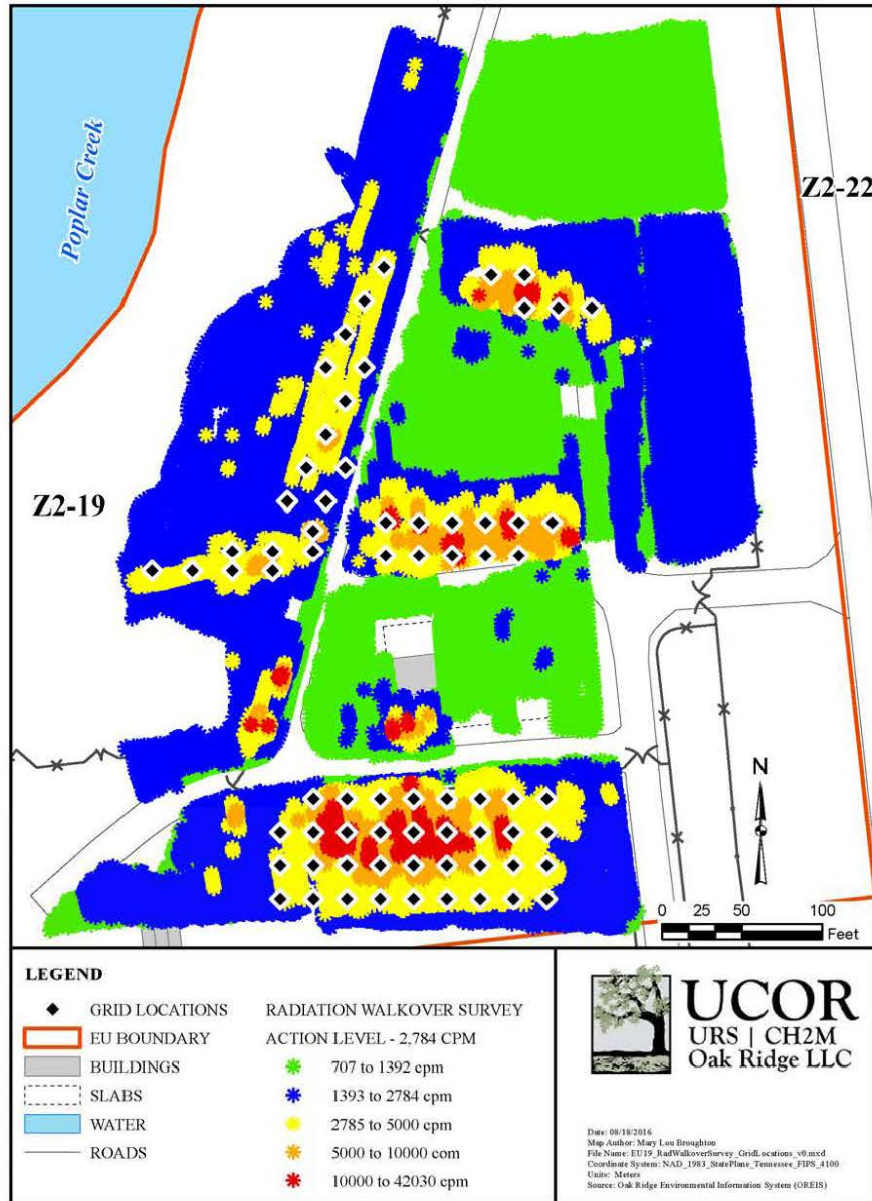 Poplar Creek
Z2-22
Z2-19
N
0 25 50 100
Feet
LEGEND
GRID LOCATIONS
EU BOUNDARY
BUILDINGS
SLABS
WATER
ROADS
RADIATION WALKOVER SURVEY
ACTION LEVEL - 2,784 CPM
707 to 1392 cpm
1393 to 2784 cpm
2785 to 5000 cpm
5000 to 10000 com
10000 to 42030 cpm
UCOR
URS | CH2M
Oak Ridge LLC
Date: 08/18/2016
Map Author: Mary Lou Broughton
File Name: EU19_RadWalkoverSurvey_GridLocations_v0.mxd
Coordinate System: NAD_1983_StatePlane_Tennessee_FIPS_4100
Units: Meters
Source: Oak Ridge Environmental Information System (OREIS)